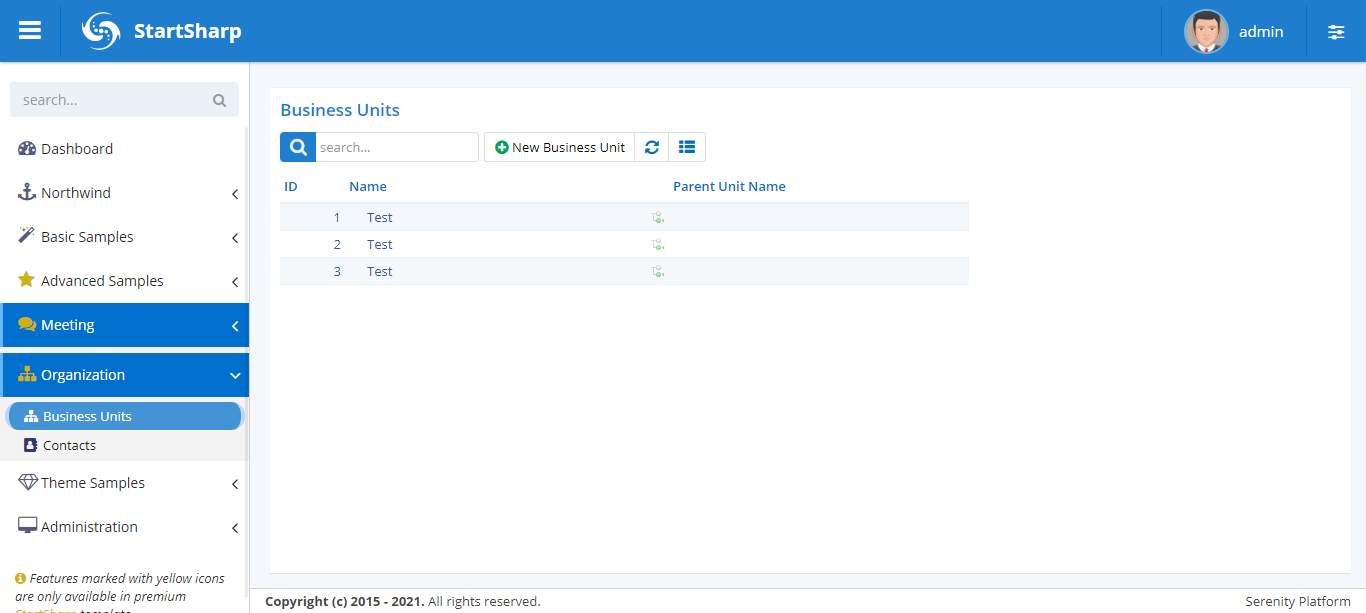 StartSharp
admin
search...
Dashboard
Northwind
Basic Samples
Advanced Samples
Meeting
Organization
Business Units
Contacts
Theme Samples
Administration
Features marked with yellow icons
are only available in premium
StartSharp template
Business Units
search...
New Business Unit
ID Name Parent Unit Name
1 Test
2 Test
3 Test
Copyright (c) 2015 - 2021. All rights reserved.
Serenity Platform